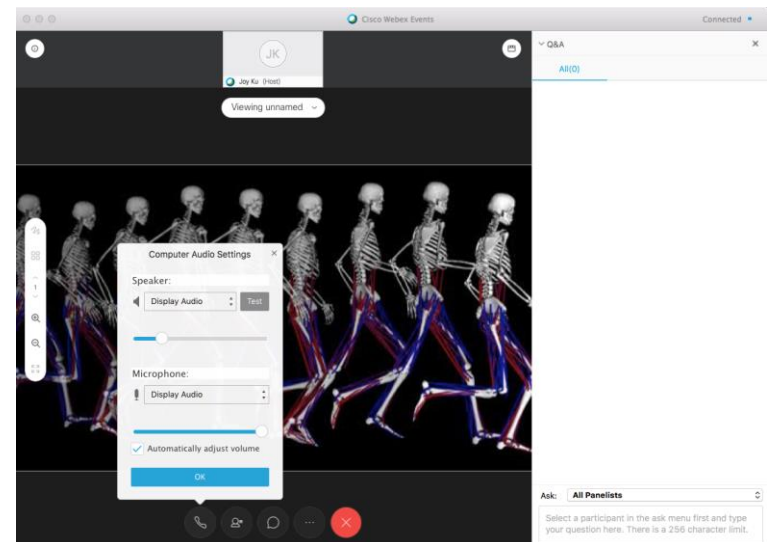 Cisco Webex Events
Connected
JK
Joy Ku (Host)
Viewing unnamed
1
Computer Audio Settings
Speaker:
Display Audio
Test
Microphone:
Display Audio
Automatically adjust volume
OK
Q&A
All(0)
Ask: All Panelists
Select a participant in the ask menu first and type
your question here. There is a 256 character limit.